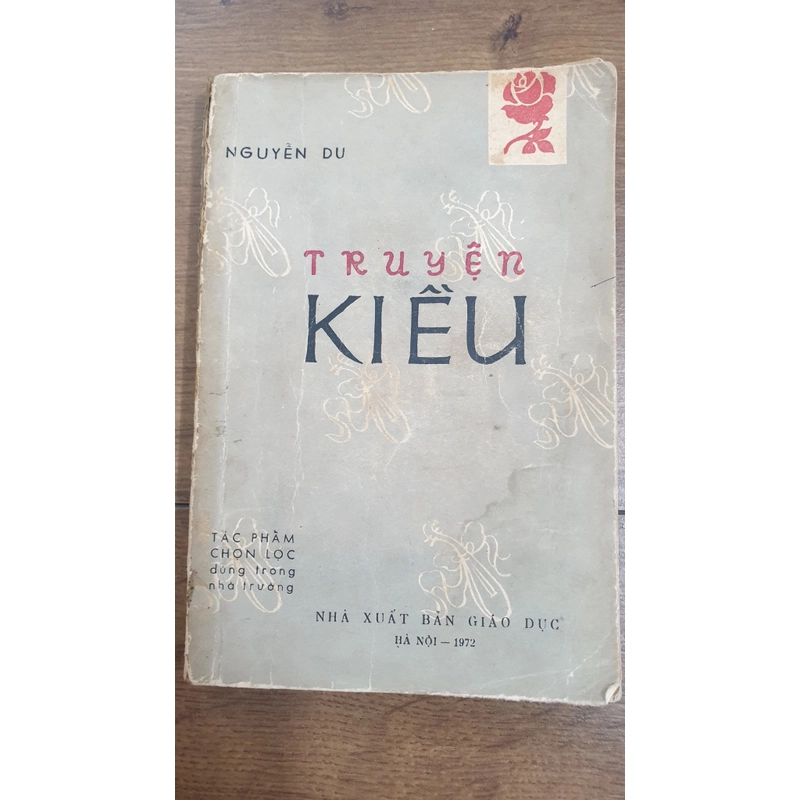 NGUYỄN DU
TRUYỆN
KIỀU
TÁC PHẨM
CHỌN LỌC
dùng trong
nhà trường
NHÀ XUẤT BẢN GIÁO DỤC
HÀ NỘI – 1972